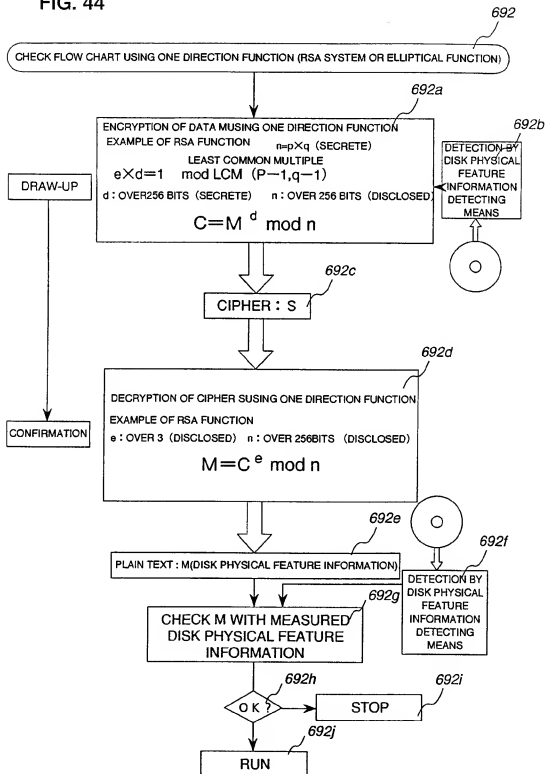 FIG. 44
692
CHECK FLOW CHART USING ONE DIRECTION FUNCTION (RSA SYSTEM OR ELLIPTICAL FUNCTION)
692a
ENCRYPTION OF DATA MUSING ONE DIRECTION FUNCTION
EXAMPLE OF RSA FUNCTION n=p×q (SECRETE)
LEAST COMMON MULTIPLE
e×d=1 mod LCM (P−1,q−1)
d : OVER256 BITS (SECRETE) n : OVER 256 BITS (DISCLOSED)
C=M^d mod n
692b
DETECTION BY
DISK PHYSICAL
FEATURE
INFORMATION
DETECTING
MEANS
DRAW-UP
692c
CIPHER : S
692d
DECRYPTION OF CIPHER SUSING ONE DIRECTION FUNCTION
EXAMPLE OF RSA FUNCTION
e : OVER 3 (DISCLOSED) n : OVER 256BITS (DISCLOSED)
M=C^e mod n
CONFIRMATION
692e
PLAIN TEXT : M(DISK PHYSICAL FEATURE INFORMATION)
692f
DETECTION BY
DISK PHYSICAL
FEATURE
INFORMATION
DETECTING
MEANS
692g
CHECK M WITH MEASURED
DISK PHYSICAL FEATURE
INFORMATION
692h
OK ?
692i
STOP
692j
RUN